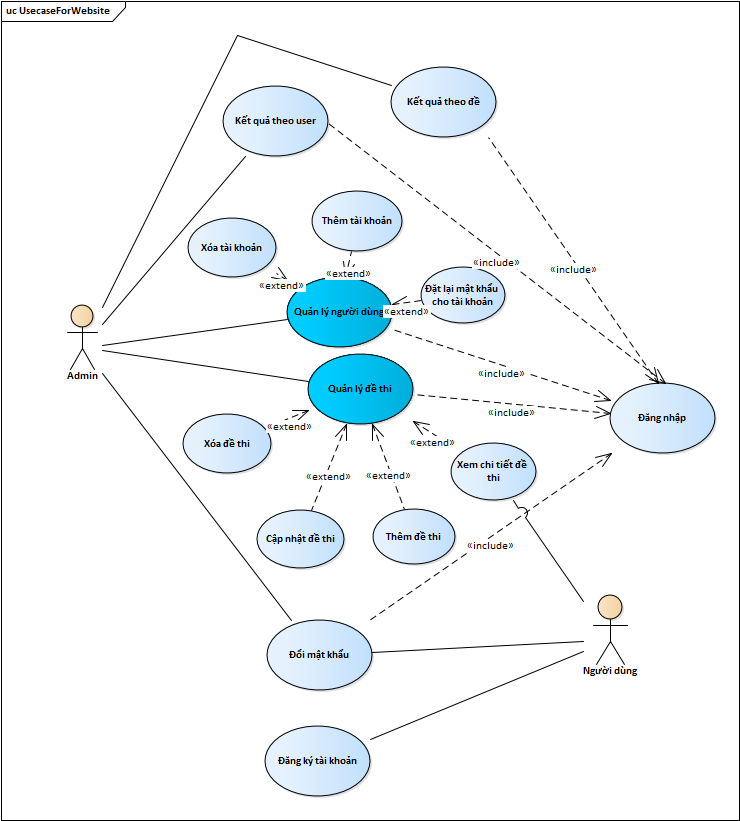 uc UsecaseForWebsite
Kết quả theo đề
Kết quả theo user
Thêm tài khoản
Xóa tài khoản
«include»
«include»
«extend»
«extend»
Đặt lại mật khẩu
cho tài khoản
Quản lý người dùng
«extend»
Admin
«include»
Quản lý đề thi
«include»
Đăng nhập
«extend»
«extend»
Xóa đề thi
Xem chi tiết đề
thi
«extend»
«extend»
Cập nhật đề thi
Thêm đề thi
«include»
Đổi mật khẩu
Người dùng
Đăng ký tài khoản